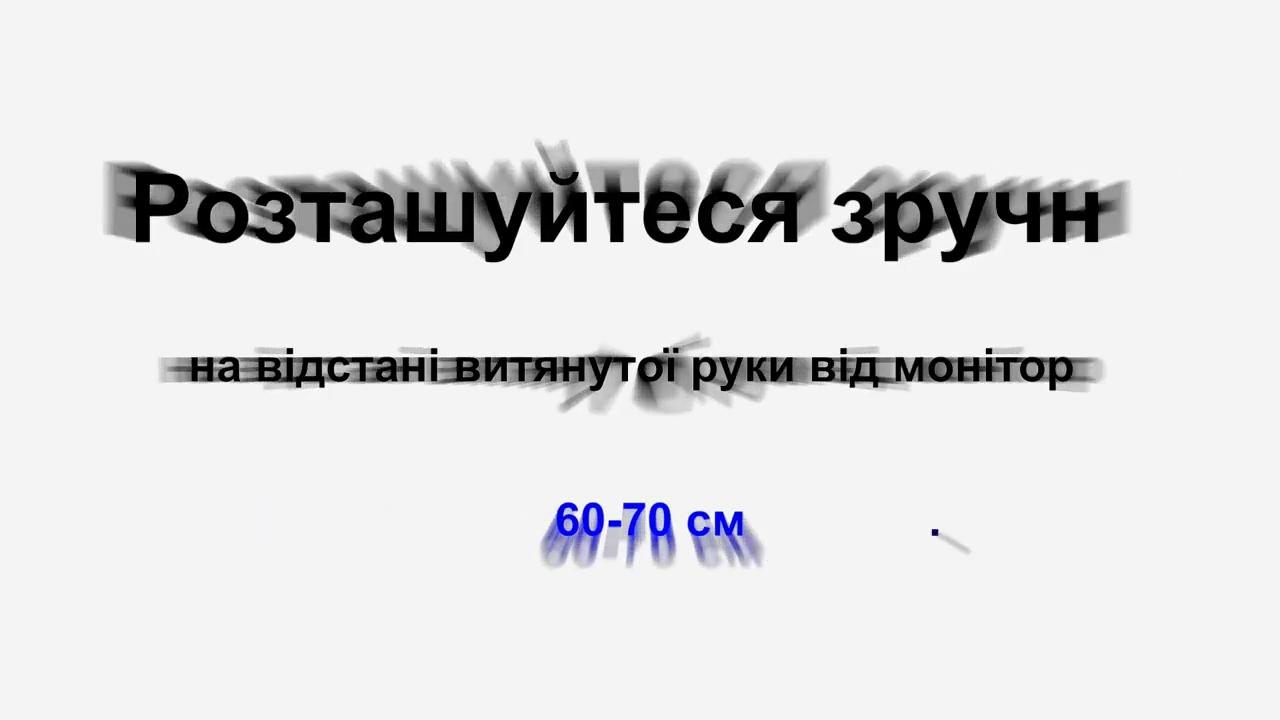 Розташуйтеся зручн
на відстані витянутої руки від монітор
60-70 см .